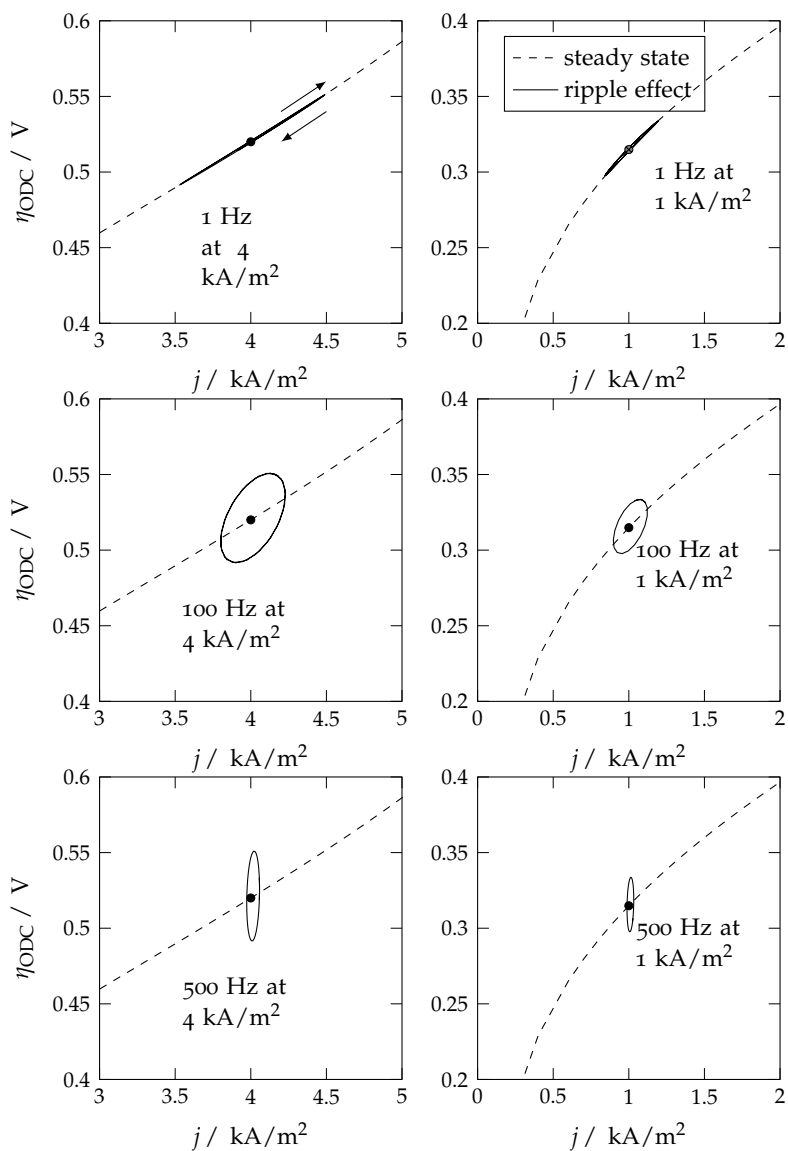 0.6
0.55
0.5
0.45
0.4
η_ODC / V
1 Hz
at 4
kA/m²
3
3.5
4
4.5
5
j / kA/m²
0.4
0.35
0.3
0.25
0.2
steady state
ripple effect
1 Hz at
1 kA/m²
0
0.5
1
1.5
2
j / kA/m²
0.6
0.55
0.5
0.45
0.4
η_ODC / V
100 Hz at
4 kA/m²
3
3.5
4
4.5
5
j / kA/m²
0.4
0.35
0.3
0.25
0.2
100 Hz at
1 kA/m²
0
0.5
1
1.5
2
j / kA/m²
0.6
0.55
0.5
0.45
0.4
η_ODC / V
500 Hz at
4 kA/m²
3
3.5
4
4.5
5
j / kA/m²
0.4
0.35
0.3
0.25
0.2
500 Hz at
1 kA/m²
0
0.5
1
1.5
2
j / kA/m²